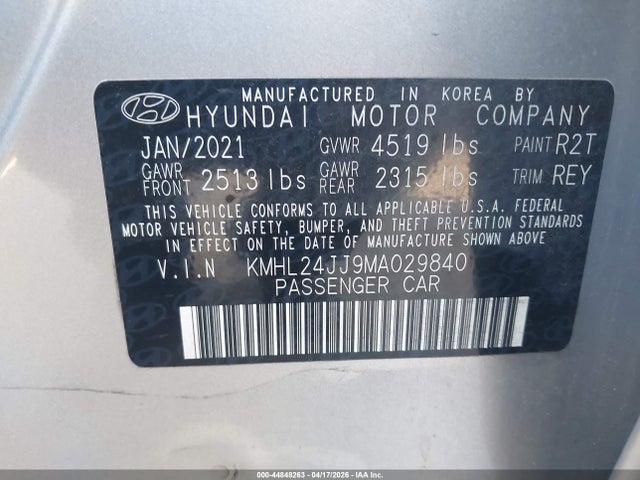 MANUFACTURED IN KOREA BY
HYUNDAI MOTOR COMPANY
JAN/2021 GVWR 4519 lbs PAINT R2T
GAWR FRONT 2513 lbs GAWR REAR 2315 lbs TRIM REY
THIS VEHICLE CONFORMS TO ALL APPLICABLE U.S.A. FEDERAL
MOTOR VEHICLE SAFETY, BUMPER, AND THEFT PREVENTION
STANDARDS IN EFFECT ON THE DATE OF MANUFACTURE SHOWN ABOVE.
V.I.N KMHL24JJ9MA029840
PASSENGER CAR
000-44848263 - 04/17/2026 - IAAI.com